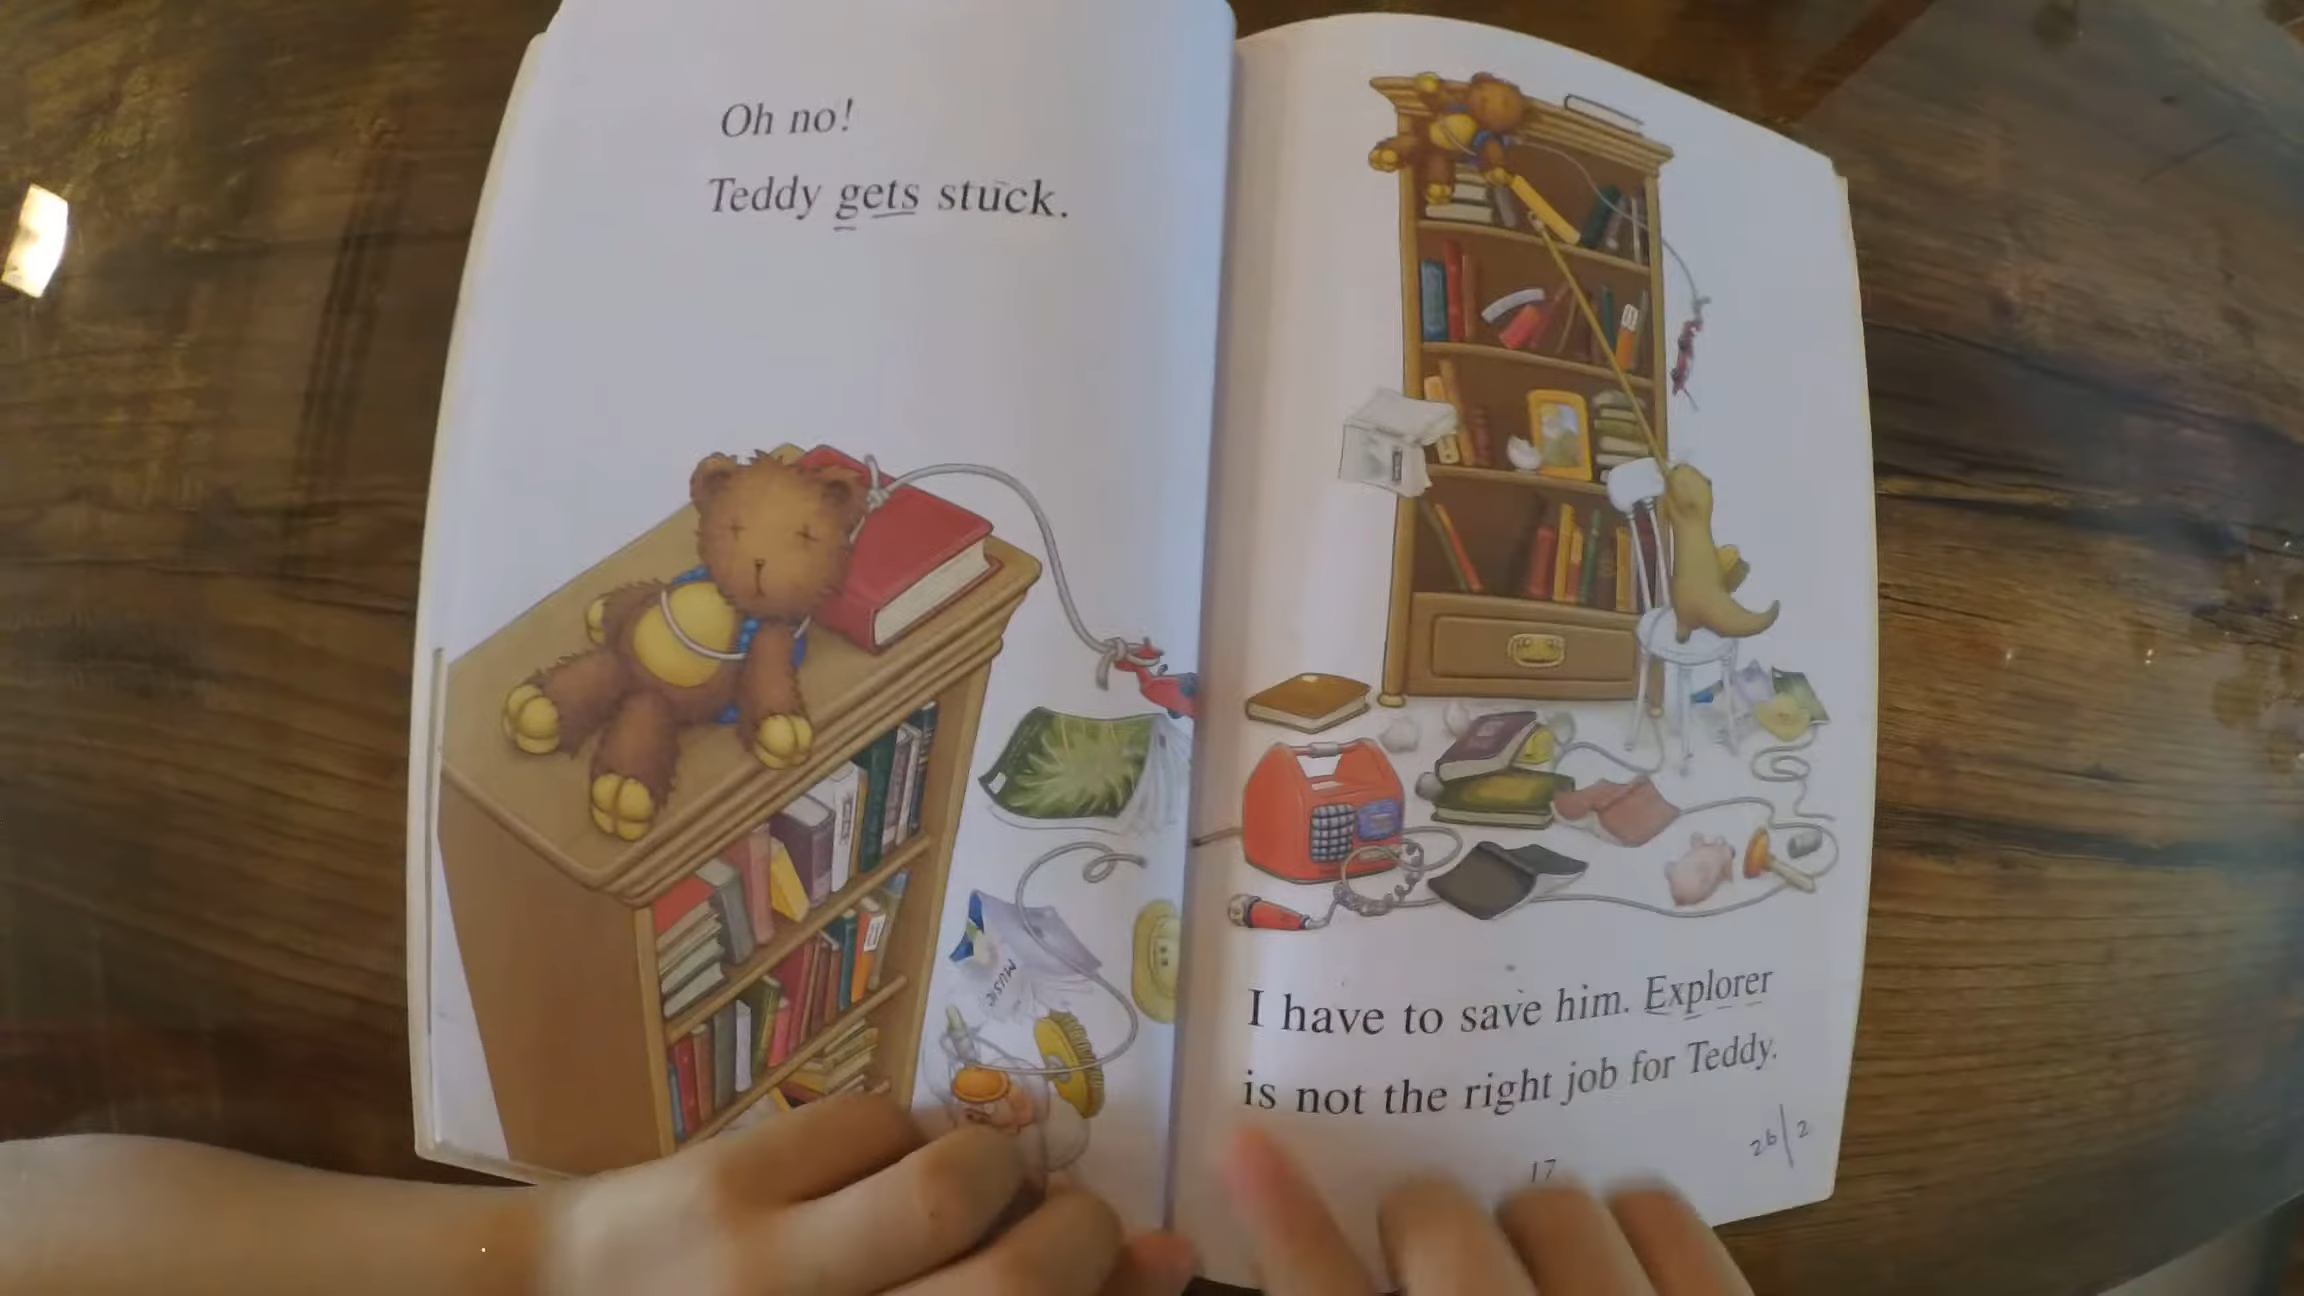 Oh no!
Teddy gets stuck.
MUSIC
I have to save him. Explorer
is not the right job for Teddy.
26/2
17